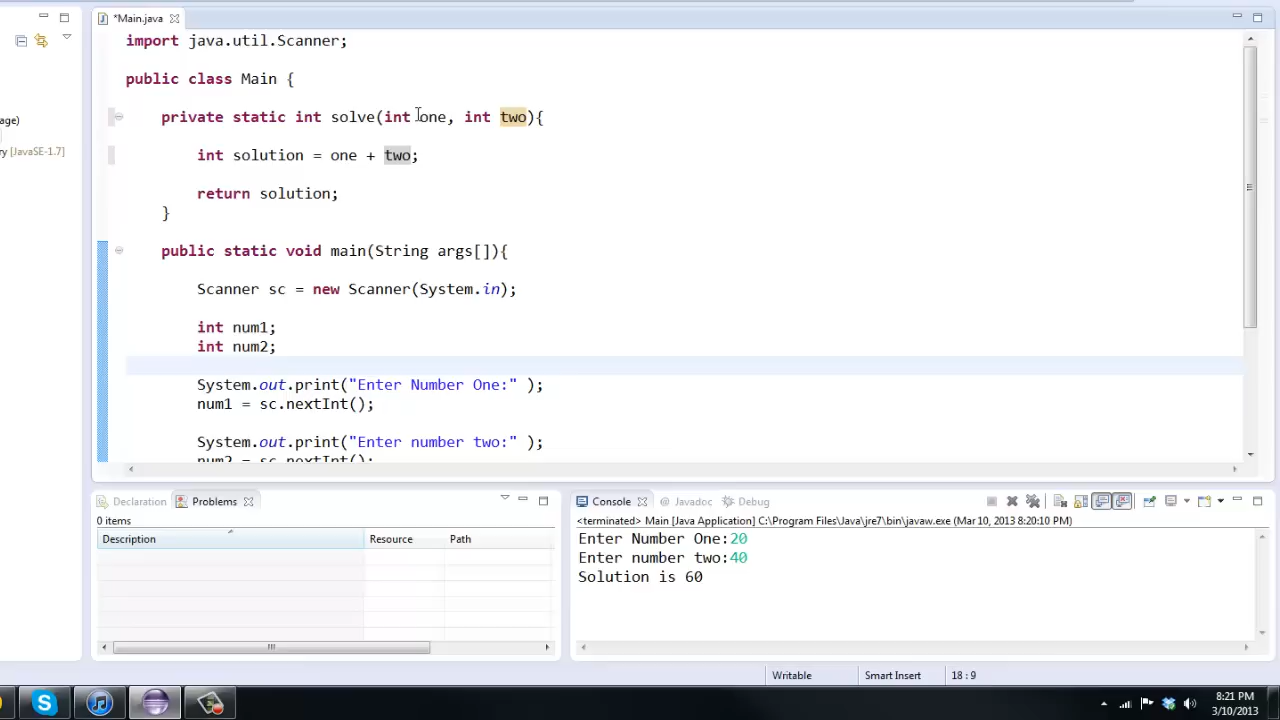 *Main.java
import java.util.Scanner;
public class Main {
private static int solve(int one, int two){
int solution = one + two;
return solution;
}
public static void main(String args[]){
Scanner sc = new Scanner(System.in);
int num1;
int num2;
System.out.print("Enter Number One:" );
num1 = sc.nextInt();
System.out.print("Enter number two:" );
num2 = sc.nextInt();
age)
ry [JavaSE-1.7]
Declaration Problems
0 items
Description Resource Path
Console @ Javadoc Debug
<terminated> Main [Java Application] C:\Program Files\Java\jre7\bin\javaw.exe (Mar 10, 2013 8:20:10 PM)
Enter Number One:20
Enter number two:40
Solution is 60
Writable Smart Insert 18 : 9
8:21 PM
3/10/2013